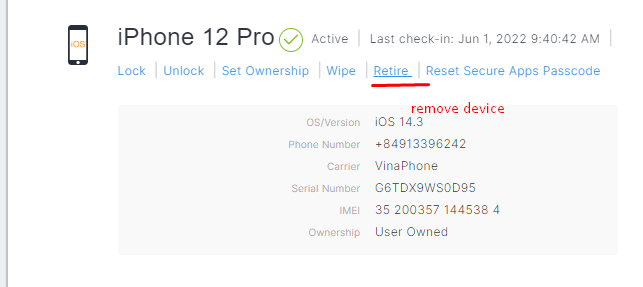 iOS
iPhone 12 Pro Active Last check-in: Jun 1, 2022 9:40:42 AM
Lock Unlock Set Ownership Wipe Retire Reset Secure Apps Passcode
remove device
OS/Version iOS 14.3
Phone Number +84913396242
Carrier VinaPhone
Serial Number G6TDX9WS0D95
IMEI 35 200357 144538 4
Ownership User Owned